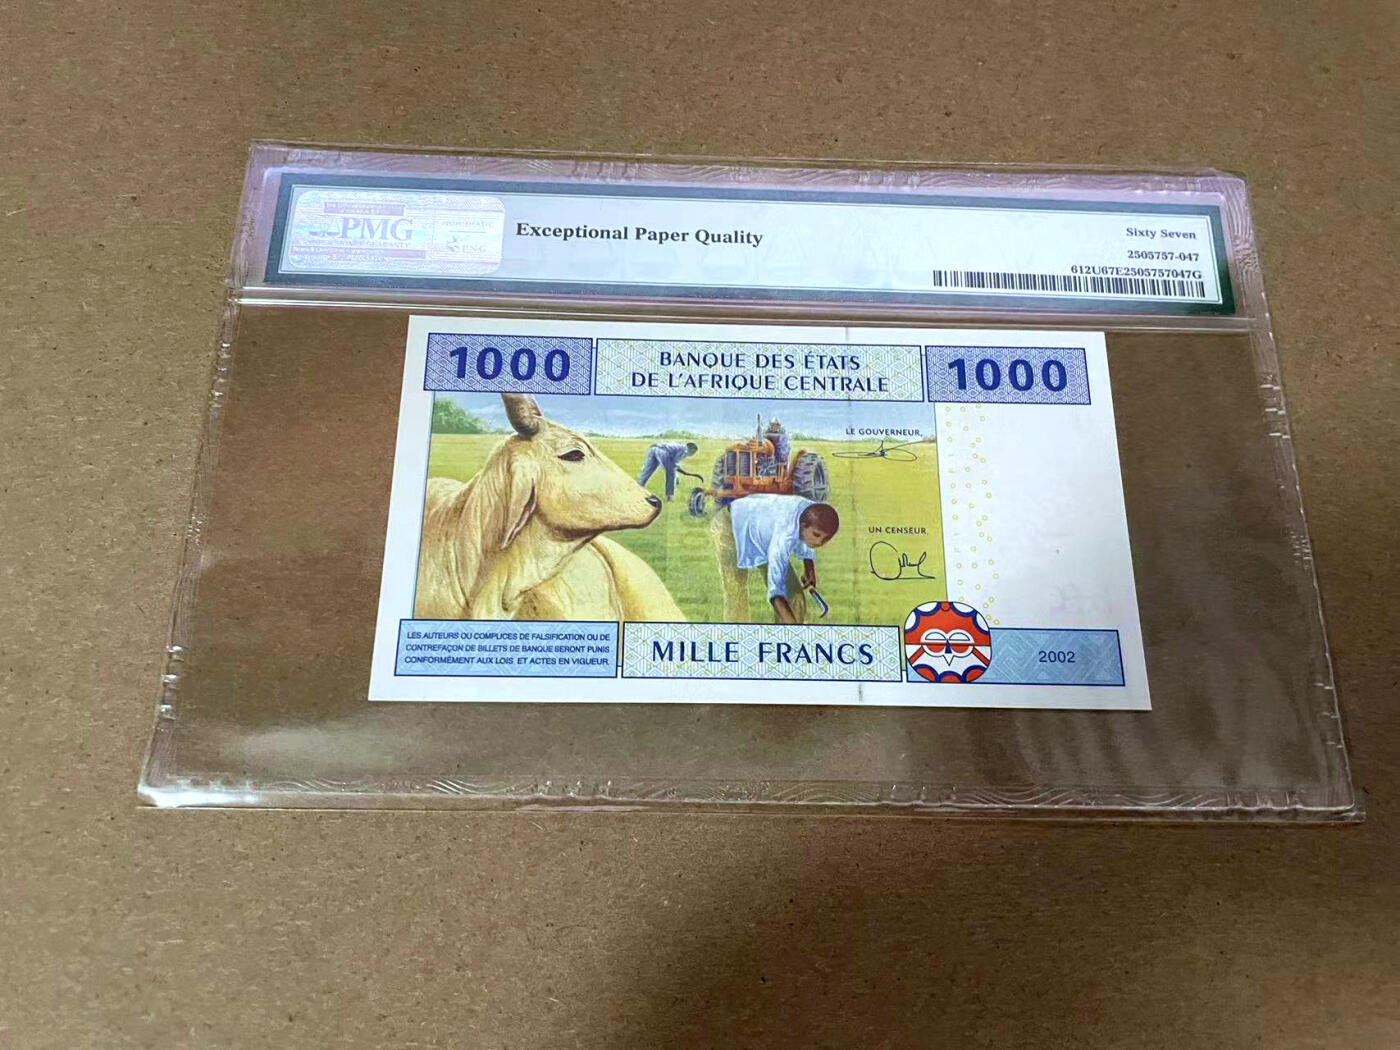 PMG
NUMISMATIC
PNG
Exceptional Paper Quality
Sixty Seven
2505757-047
612U67E2505757047G
1000
BANQUE DES ÉTATS
DE L'AFRIQUE CENTRALE
1000
LE GOUVERNEUR,
UN CENSEUR,
LES AUTEURS OU COMPLICES DE FALSIFICATION OU DE
CONTREFAÇON DE BILLETS DE BANQUE SERONT PUNIS
CONFORMÉMENT AUX LOIS ET ACTES EN VIGUEUR.
MILLE FRANCS
2002